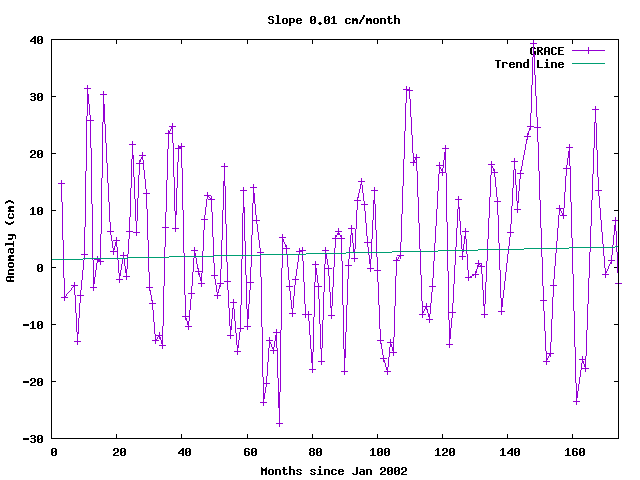 Slope 0.01 cm/month
GRACE
Trend Line
40
30
20
10
0
-10
-20
-30
Anomaly (cm)
0 20 40 60 80 100 120 140 160
Months since Jan 2002